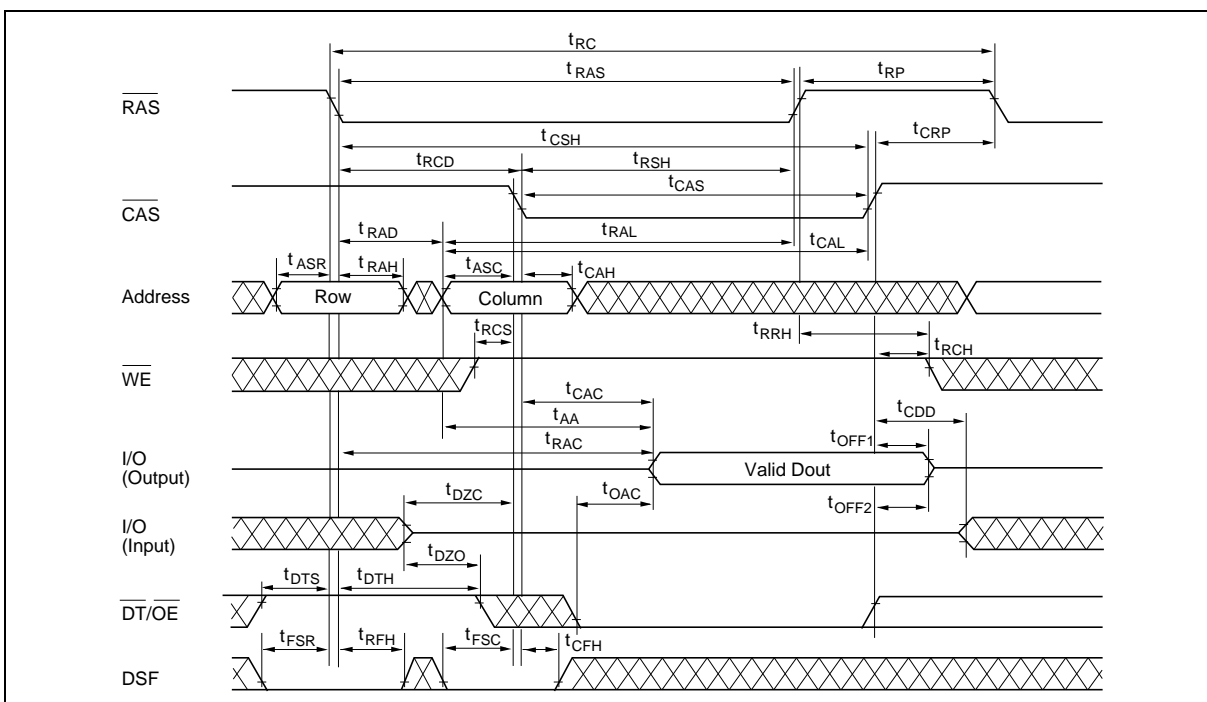 tRC
tRAS tRP
RAS
tCSH tCRP
tRCD tRSH
tCAS
CAS
tRAD tRAL
tCAL
tASR tRAH tASC tCAH
Address Row Column
tRCS tRRH
tRCH
WE
tCAC tCDD
tAA
tRAC tOFF1
I/O
(Output) Valid Dout
tDZC tOAC tOFF2
I/O
(Input)
tDZO
tDTS tDTH
DT/OE
tFSR tRFH tFSC tCFH
DSF